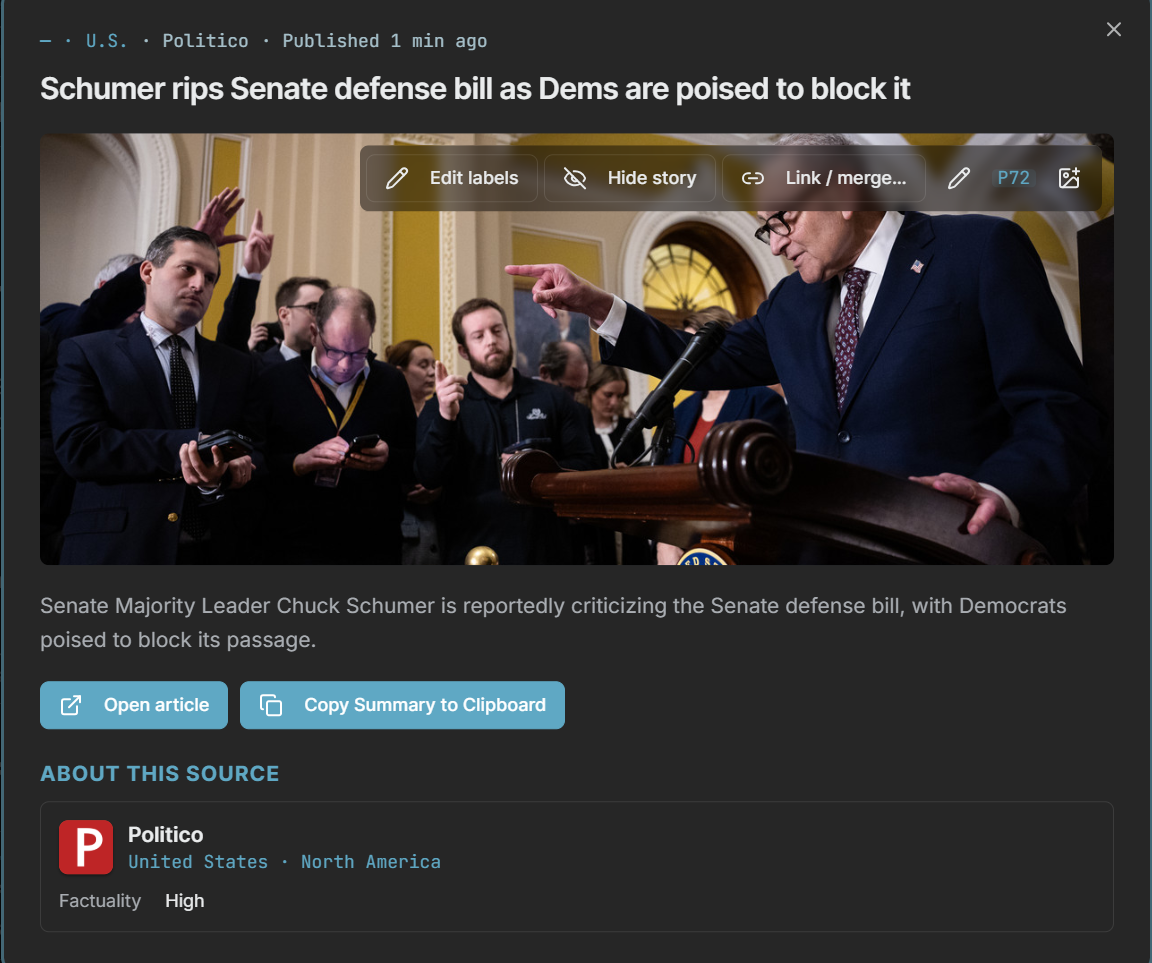 — · U.S. · Politico · Published 1 min ago
Schumer rips Senate defense bill as Dems are poised to block it
Edit labels
Hide story
Link / merge...
P72
Senate Majority Leader Chuck Schumer is reportedly criticizing the Senate defense bill, with Democrats
poised to block its passage.
Open article
Copy Summary to Clipboard
ABOUT THIS SOURCE
P
Politico
United States · North America
Factuality High